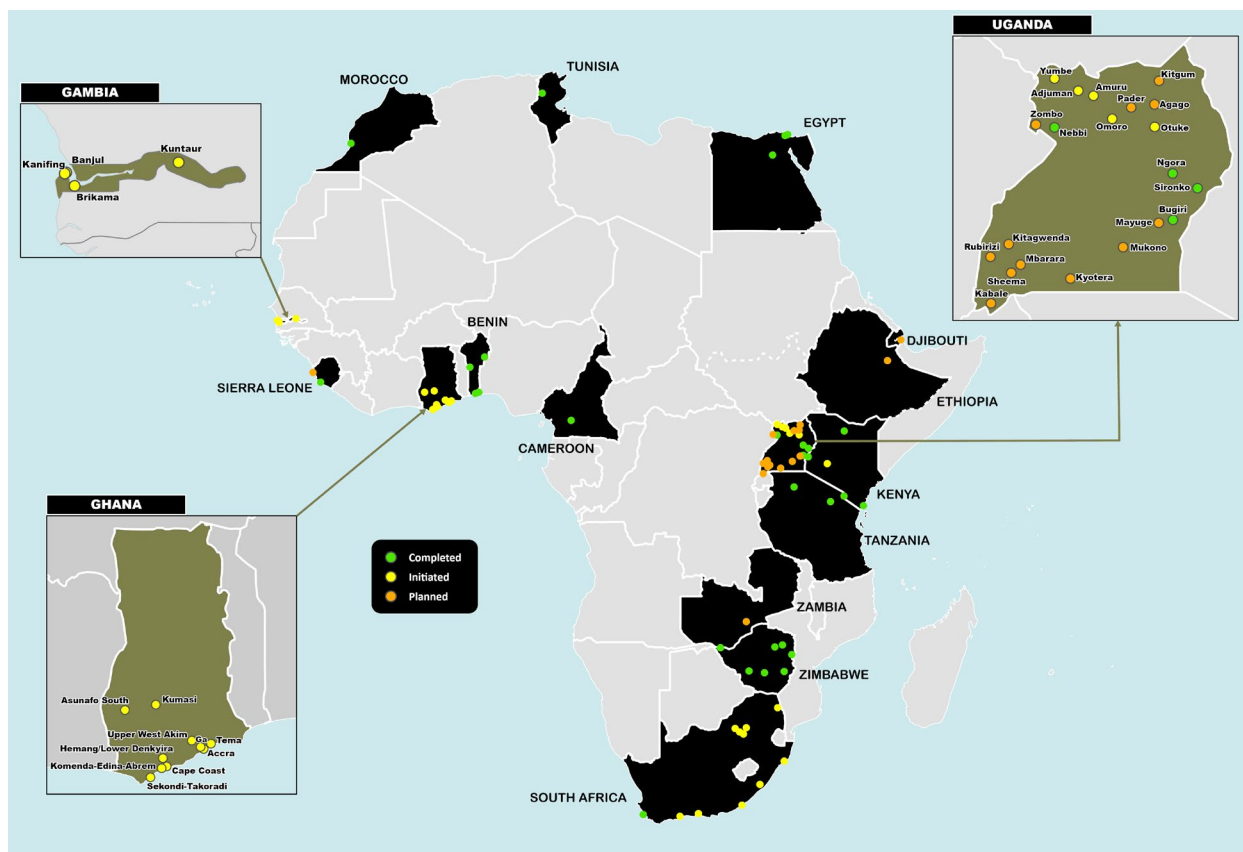 UGANDA
Yumbe
Kitgum
Adjuman
Amuru
Pader
Agago
Zombo
Nebbi
Omoro
Otuke
Ngora
Sironko
Bugiri
Mayuge
Kitagwenda
Mukono
Rubirizi
Mbarara
Sheema
Kyotera
Kabale
GAMBIA
Kuntaur
Banjul
Kanifing
Brikama
MOROCCO
TUNISIA
EGYPT
BENIN
SIERRA LEONE
DJIBOUTI
ETHIOPIA
CAMEROON
KENYA
TANZANIA
ZAMBIA
ZIMBABWE
SOUTH AFRICA
Completed
Initiated
Planned
GHANA
Asunafo South
Kumasi
Upper West Akim
Ga
Tema
Hemang/Lower Denkyira
Accra
Komenda-Edina-Abrem
Cape Coast
Sekondi-Takoradi